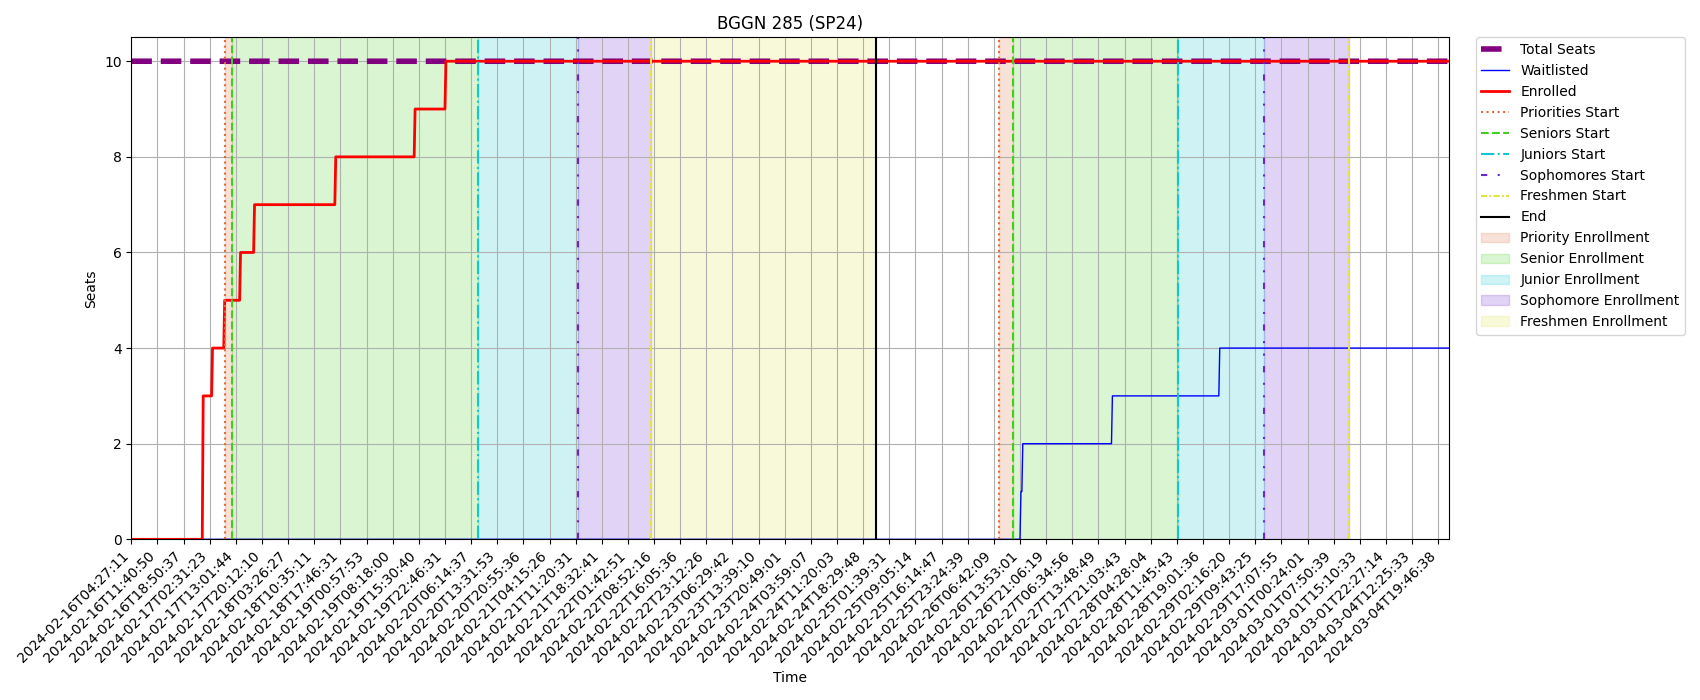 BGGN 285 (SP24)
Seats
10
8
6
4
2
0
2024-02-16T04:27:11
2024-02-16T11:40:50
2024-02-16T18:50:37
2024-02-17T02:31:23
2024-02-17T13:01:44
2024-02-17T20:12:10
2024-02-18T03:26:27
2024-02-18T10:35:11
2024-02-18T17:46:31
2024-02-19T00:57:53
2024-02-19T08:18:00
2024-02-19T15:30:40
2024-02-19T22:46:31
2024-02-20T06:14:37
2024-02-20T13:31:53
2024-02-20T20:55:36
2024-02-21T04:15:26
2024-02-21T11:20:31
2024-02-21T18:32:41
2024-02-22T01:42:51
2024-02-22T08:52:16
2024-02-22T16:05:36
2024-02-22T23:12:26
2024-02-23T06:29:42
2024-02-23T13:39:10
2024-02-23T20:49:01
2024-02-24T03:59:07
2024-02-24T11:20:03
2024-02-24T18:29:48
2024-02-25T01:39:31
2024-02-25T09:05:14
2024-02-25T16:14:47
2024-02-25T23:24:39
2024-02-26T06:42:09
2024-02-26T13:53:01
2024-02-26T21:06:19
2024-02-27T06:34:56
2024-02-27T13:48:49
2024-02-27T21:03:43
2024-02-28T04:28:04
2024-02-28T11:45:43
2024-02-28T19:01:36
2024-02-29T02:16:20
2024-02-29T09:43:25
2024-02-29T17:07:55
2024-03-01T00:24:01
2024-03-01T07:50:39
2024-03-01T15:10:33
2024-03-01T22:27:14
2024-03-04T12:25:33
2024-03-04T19:46:38
Time
Total Seats
Waitlisted
Enrolled
Priorities Start
Seniors Start
Juniors Start
Sophomores Start
Freshmen Start
End
Priority Enrollment
Senior Enrollment
Junior Enrollment
Sophomore Enrollment
Freshmen Enrollment